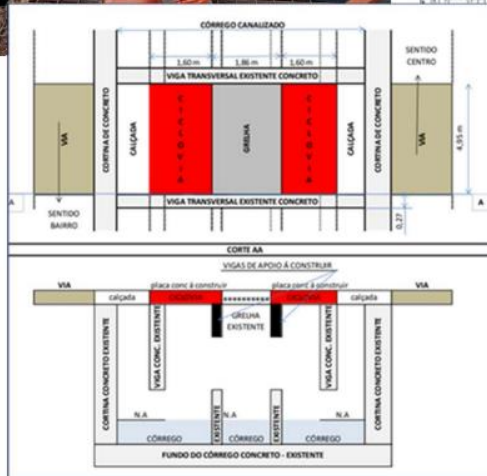 CÓRREGO CANALIZADO
1,60 m
1,86 m
1,60 m
SENTIDO
CENTRO
VIGA TRANSVERSAL EXISTENTE CONCRETO
VIA
CORTINA DE CONCRETO
CALÇADA
CICLOVIA
GRELHA
CICLOVIA
CALÇADA
CORTINA DE CONCRETO
VIA
4,95 m
A
A
SENTIDO
BAIRRO
VIGA TRANSVERSAL EXISTENTE CONCRETO
0,27
CORTE AA
VIGAS DE APOIO Á CONSTRUIR
VIA
placa conc á construir
placa conc á construir
VIA
calçada
CICLOVIA
CICLOVIA
calçada
GRELHA
EXISTENTE
CORTINA CONCRETO EXISTENTE
VIGA CONC. EXISTENTE
VIGA CONC. EXISTENTE
CORTINA CONCRETO EXISTENTE
N.A
N.A
EXISTENTE
EXISTENTE
CÓRREGO
CÓRREGO
CÓRREGO
FUNDO DO CÓRREGO CONCRETO - EXISTENTE